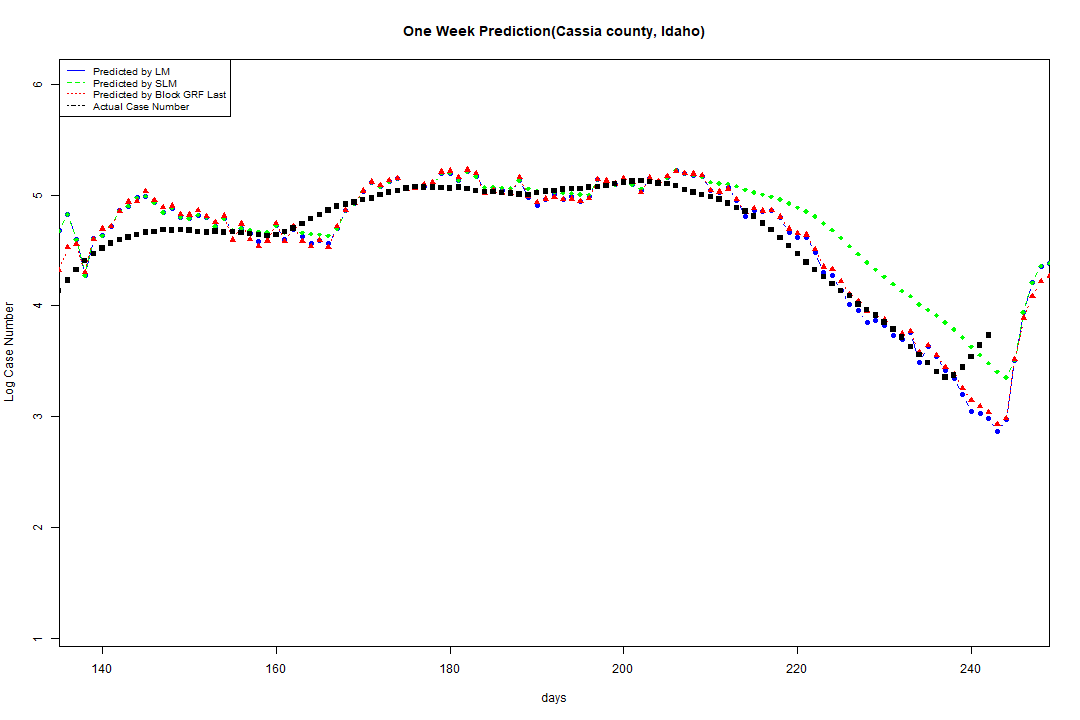 One Week Prediction(Cassia county, Idaho)
Predicted by LM
Predicted by SLM
Predicted by Block GRF Last
Actual Case Number
6
5
4
3
2
1
Log Case Number
140 160 180 200 220 240
days